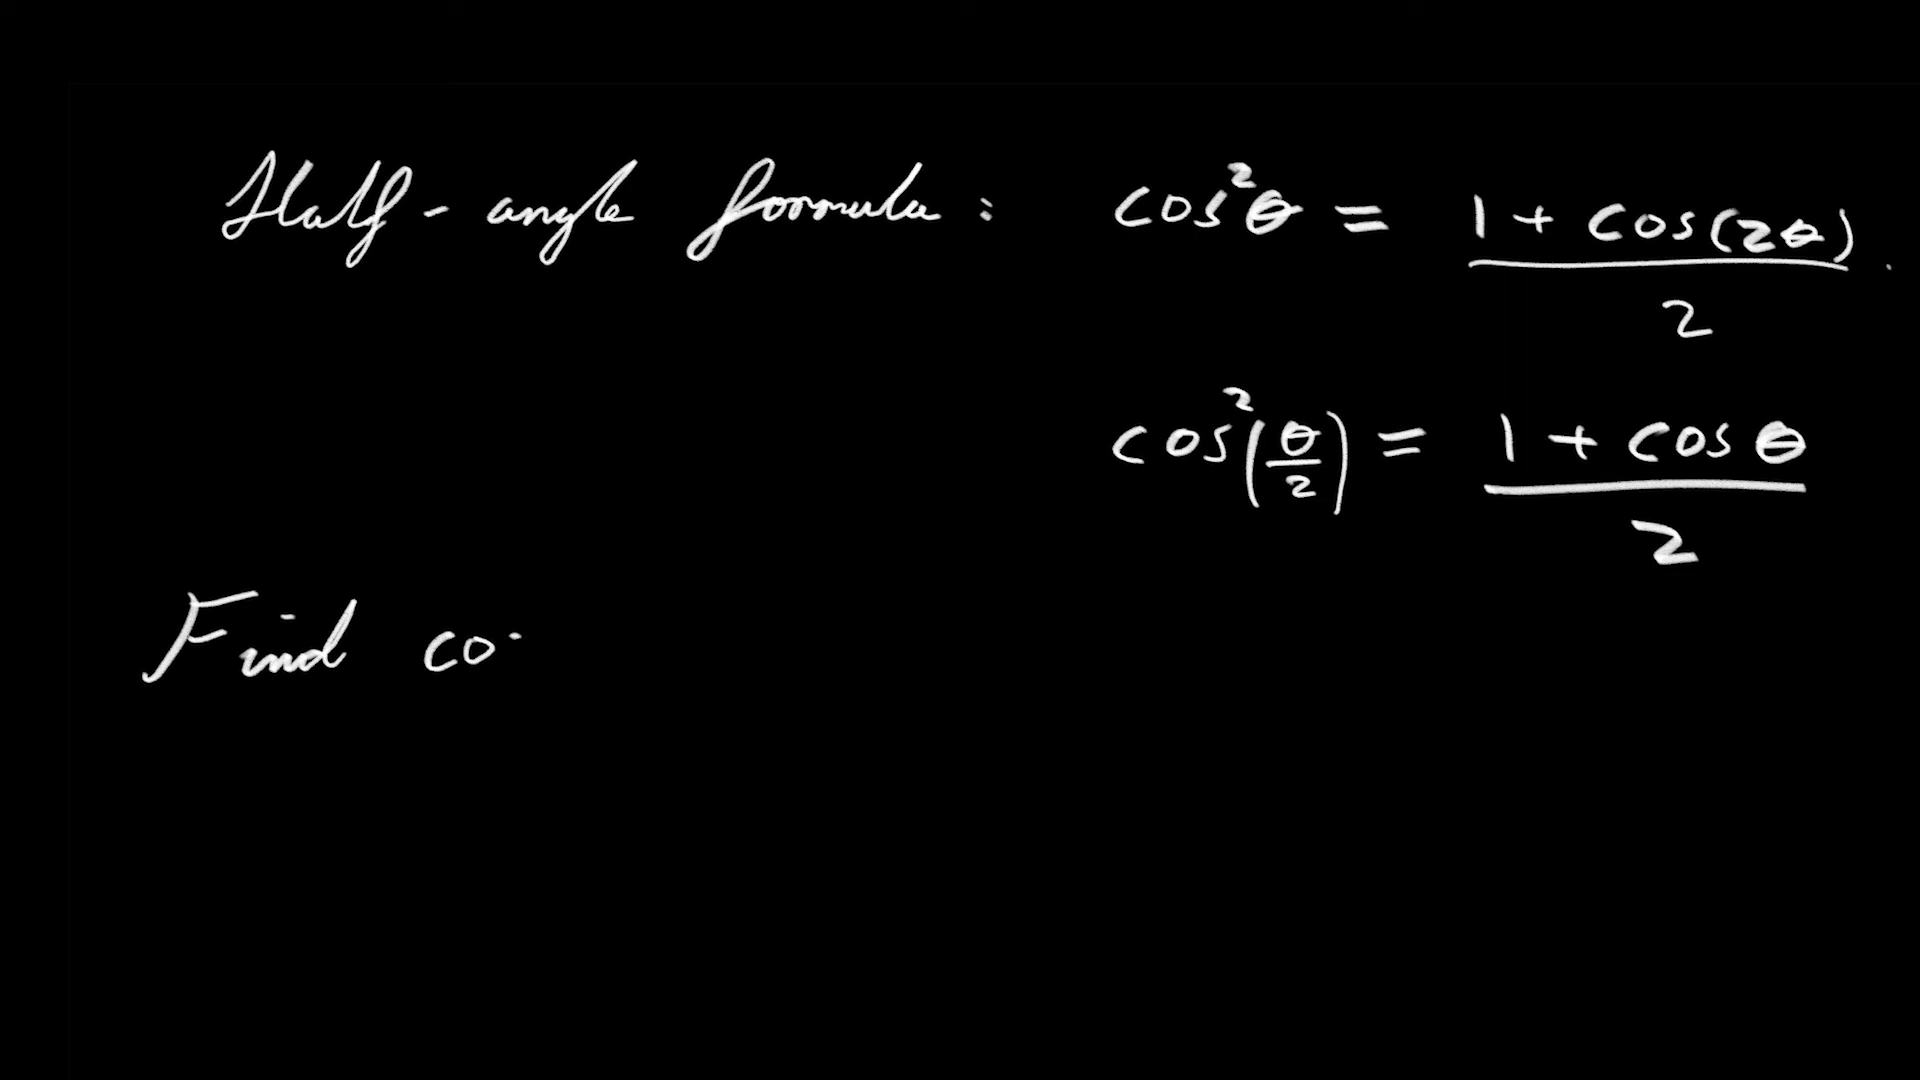 Half-angle formula: cos²θ = (1 + cos(2θ))/2.
cos²(θ/2) = (1 + cos θ)/2
Find co